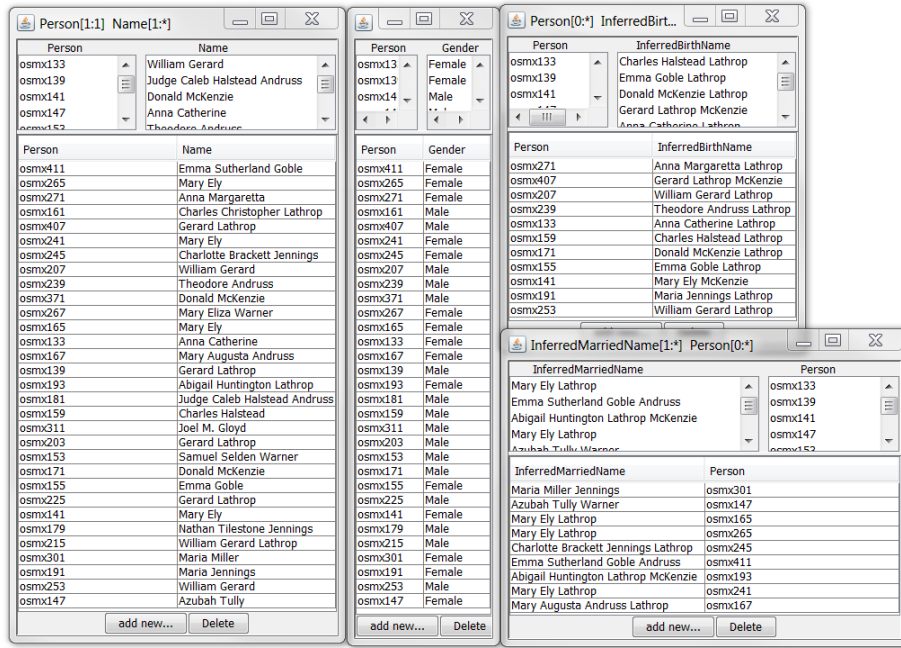 Person[1:1] Name[1:*]
Person Name
osmx133 William Gerard
osmx139 Judge Caleb Halstead Andruss
osmx141 Donald McKenzie
osmx147 Anna Catherine
osmx153 Theodore Andruss
Person Name
osmx411 Emma Sutherland Goble
osmx265 Mary Ely
osmx271 Anna Margaretta
osmx161 Charles Christopher Lathrop
osmx407 Gerard Lathrop
osmx241 Mary Ely
osmx245 Charlotte Brackett Jennings
osmx207 William Gerard
osmx239 Theodore Andruss
osmx371 Donald McKenzie
osmx267 Mary Eliza Warner
osmx165 Mary Ely
osmx133 Anna Catherine
osmx167 Mary Augusta Andruss
osmx139 Gerard Lathrop
osmx193 Abigail Huntington Lathrop
osmx181 Judge Caleb Halstead Andruss
osmx159 Charles Halstead
osmx311 Joel M. Gloyd
osmx203 Gerard Lathrop
osmx153 Samuel Selden Warner
osmx171 Donald McKenzie
osmx155 Emma Goble
osmx225 Gerard Lathrop
osmx141 Mary Ely
osmx179 Nathan Tilestone Jennings
osmx215 William Gerard Lathrop
osmx301 Maria Miller
osmx191 Maria Jennings
osmx253 William Gerard
osmx147 Azubah Tully
add new... Delete
Person Gender
osmx13 Female
osmx13 Female
osmx14 Male
Person Gender
osmx411 Female
osmx265 Female
osmx271 Female
osmx161 Male
osmx407 Male
osmx241 Female
osmx245 Female
osmx207 Male
osmx239 Male
osmx371 Male
osmx267 Female
osmx165 Female
osmx133 Female
osmx167 Female
osmx139 Male
osmx193 Female
osmx181 Male
osmx159 Male
osmx311 Male
osmx203 Male
osmx153 Male
osmx171 Male
osmx155 Female
osmx225 Male
osmx141 Female
osmx179 Male
osmx215 Male
osmx301 Female
osmx191 Female
osmx253 Male
osmx147 Female
add new... Delete
Person[0:*] InferredBirt...
Person InferredBirthName
osmx133 Charles Halstead Lathrop
osmx139 Emma Goble Lathrop
osmx141 Donald McKenzie Lathrop
Gerard Lathrop McKenzie
Anna Catherine Lathrop
Person InferredBirthName
osmx271 Anna Margaretta Lathrop
osmx407 Gerard Lathrop McKenzie
osmx207 William Gerard Lathrop
osmx239 Theodore Andruss Lathrop
osmx133 Anna Catherine Lathrop
osmx159 Charles Halstead Lathrop
osmx171 Donald McKenzie Lathrop
osmx155 Emma Goble Lathrop
osmx141 Mary Ely McKenzie
osmx191 Maria Jennings Lathrop
osmx253 William Gerard Lathrop
InferredMarriedName[1:*] Person[0:*]
InferredMarriedName Person
Mary Ely Lathrop osmx133
Emma Sutherland Goble Andruss osmx139
Abigail Huntington Lathrop McKenzie osmx141
Mary Ely Lathrop osmx147
Azubah Tully Warner osmx153
InferredMarriedName Person
Maria Miller Jennings osmx301
Azubah Tully Warner osmx147
Mary Ely Lathrop osmx165
Mary Ely Lathrop osmx265
Charlotte Brackett Jennings Lathrop osmx245
Emma Sutherland Goble Andruss osmx411
Abigail Huntington Lathrop McKenzie osmx193
Mary Ely Lathrop osmx241
Mary Augusta Andruss Lathrop osmx167
add new... Delete